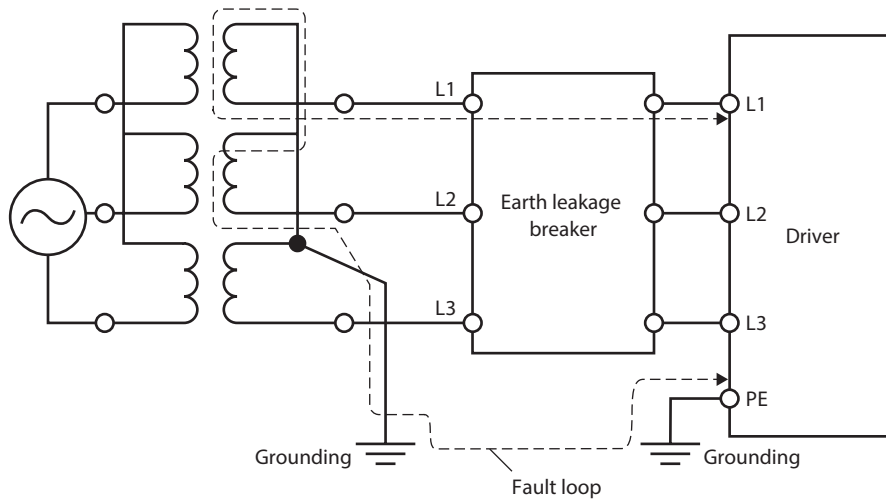 L1
L1
L2
Earth leakage
breaker
L2
Driver
L3
L3
PE
Grounding
Grounding
Fault loop